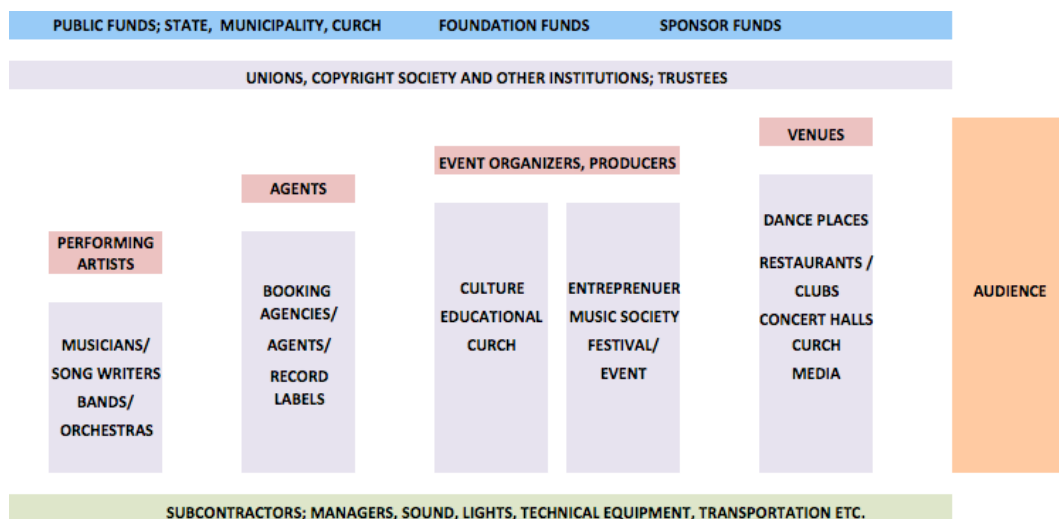 PUBLIC FUNDS; STATE, MUNICIPALITY, CURCH FOUNDATION FUNDS SPONSOR FUNDS
UNIONS, COPYRIGHT SOCIETY AND OTHER INSTITUTIONS; TRUSTEES
PERFORMING
ARTISTS
MUSICIANS/
SONG WRITERS
BANDS/
ORCHESTRAS
AGENTS
BOOKING
AGENCIES/
AGENTS/
RECORD
LABELS
EVENT ORGANIZERS, PRODUCERS
CULTURE
EDUCATIONAL
CURCH
ENTREPRENUER
MUSIC SOCIETY
FESTIVAL/
EVENT
VENUES
DANCE PLACES
RESTAURANTS /
CLUBS
CONCERT HALLS
CURCH
MEDIA
AUDIENCE
SUBCONTRACTORS; MANAGERS, SOUND, LIGHTS, TECHNICAL EQUIPMENT, TRANSPORTATION ETC.